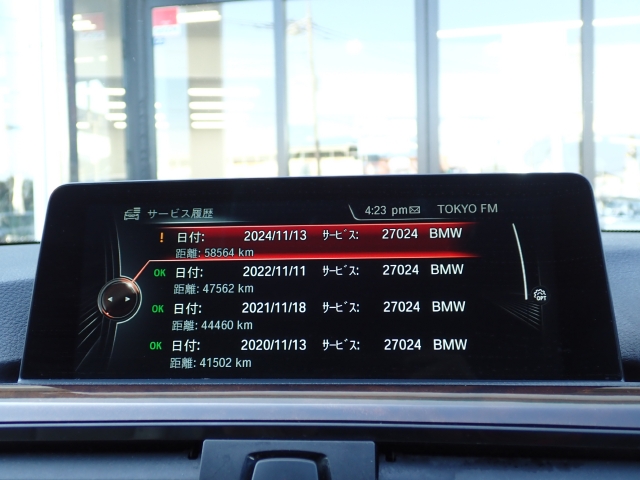 サービス履歴 4:23 pm TOKYO FM
! 日付: 2024/11/13 ｻｰﾋﾞｽ: 27024 BMW
距離: 58564 km
OK 日付: 2022/11/11 ｻｰﾋﾞｽ: 27024 BMW
距離: 47562 km
OK 日付: 2021/11/18 ｻｰﾋﾞｽ: 27024 BMW
距離: 44460 km
OK 日付: 2020/11/13 ｻｰﾋﾞｽ: 27024 BMW
距離: 41502 km
OPT